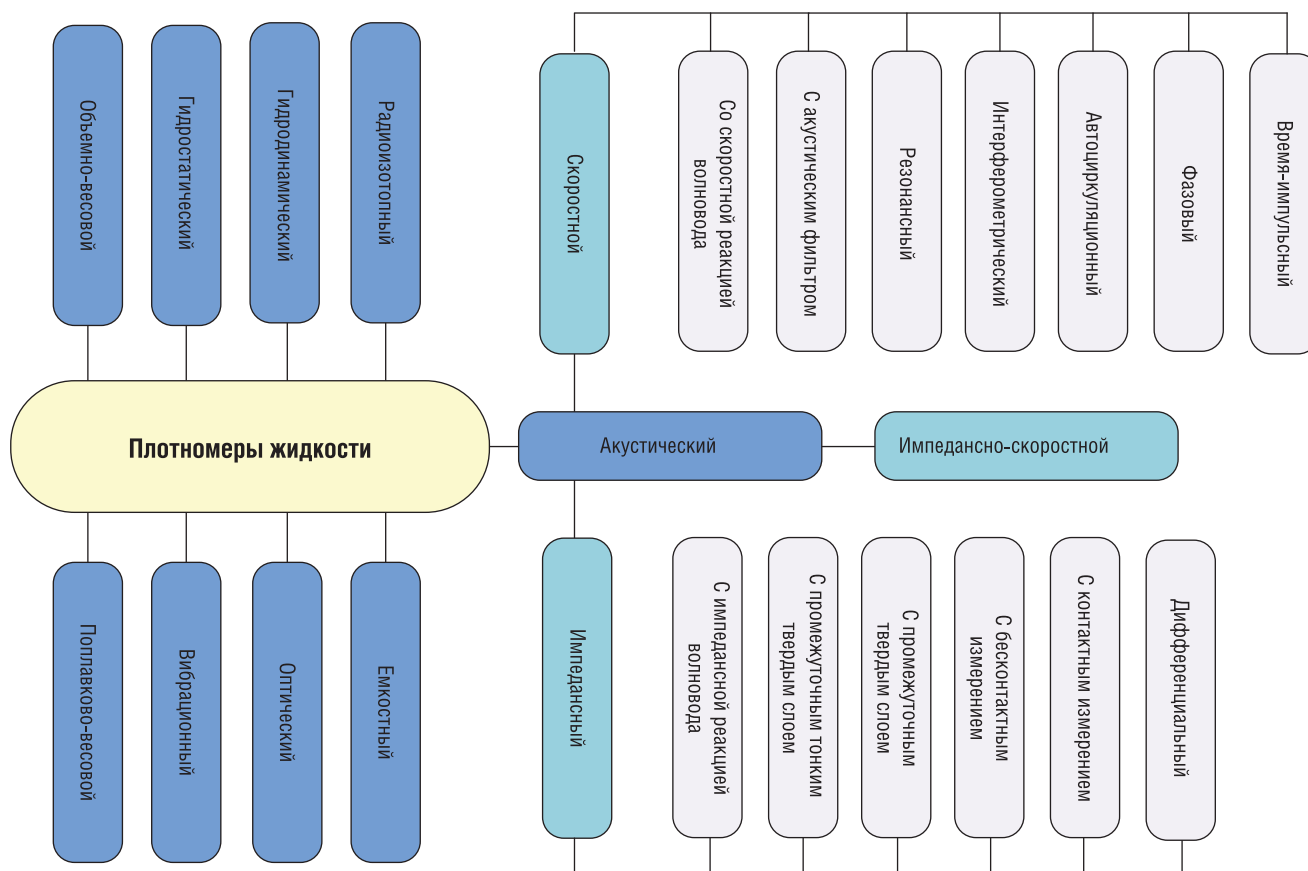 Объемно-весовой
Гидростатический
Гидродинамический
Радиоизотопный
Скоростной
Со скоростной реакцией
волновода
С акустическим фильтром
Резонансный
Интерферометрический
Автоциркуляционный
Фазовый
Время-импульсный
Плотномеры жидкости
Акустический
Импедансно-скоростной
Поплавково-весовой
Вибрационный
Оптический
Емкостный
Импедансный
С импедансной реакцией
волновода
С промежуточным тонким
твердым слоем
С промежуточным
твердым слоем
С бесконтактным
измерением
С контактным измерением
Дифференциальный